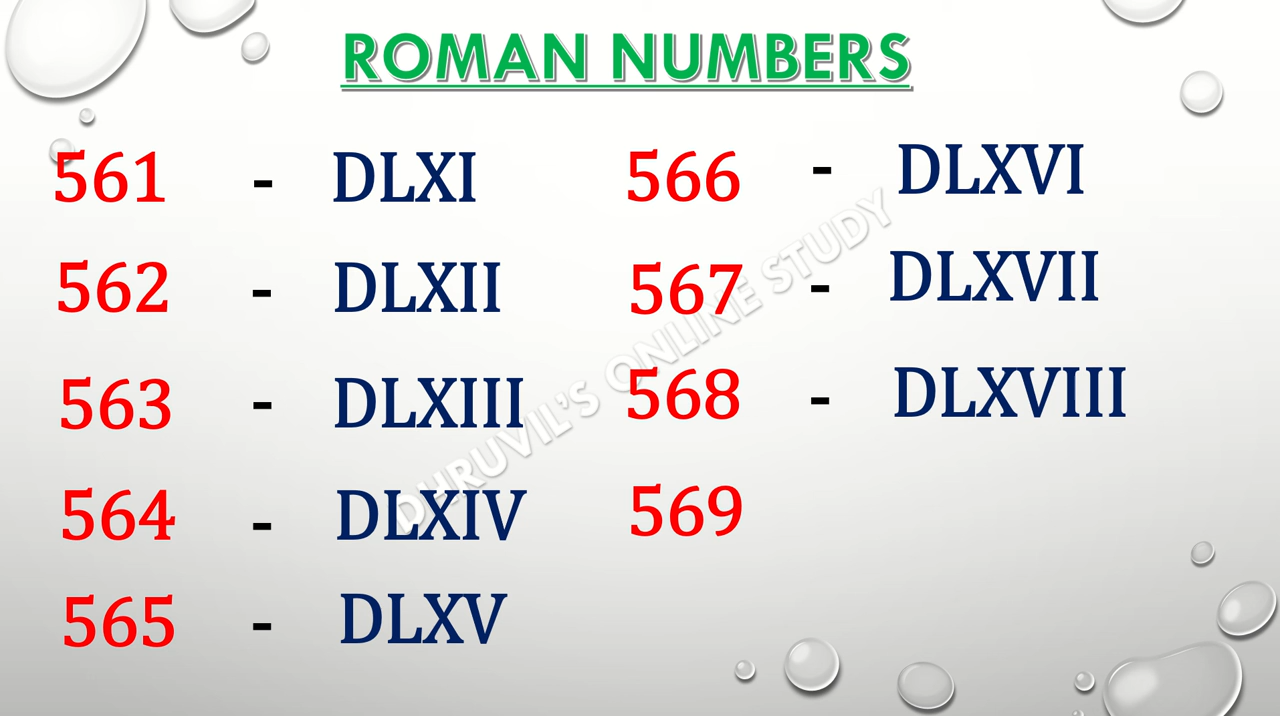 ROMAN NUMBERS
561 - DLXI
562 - DLXII
563 - DLXIII
564 - DLXIV
565 - DLXV
566 - DLXVI
567 - DLXVII
568 - DLXVIII
569
DHRUVIL'S ONLINE STUDY